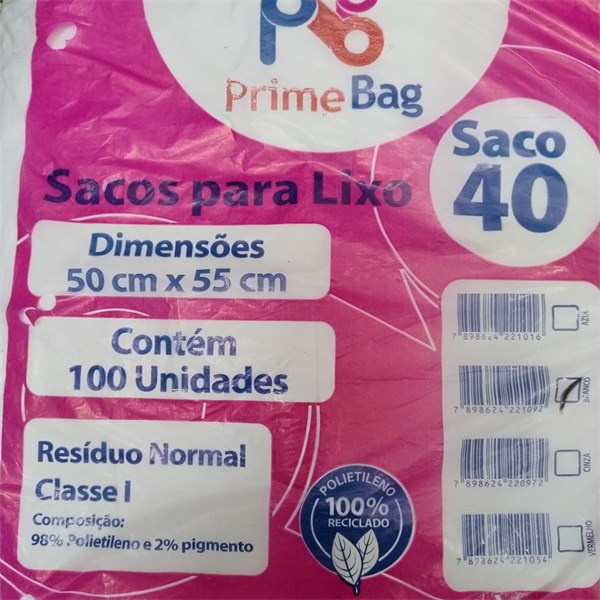 Prime Bag
Saco
40
Sacos para Lixo
Dimensões
50 cm x 55 cm
Contém
100 Unidades
Resíduo Normal
Classe I
Composição:
98% Polietileno e 2% pigmento
POLIETILENO
100%
RECICLADO
7 898624 221016
AZUL
7 898624 221092
BRANCO
7 898624 220972
CINZA
7 898624 221054
VERMELHO